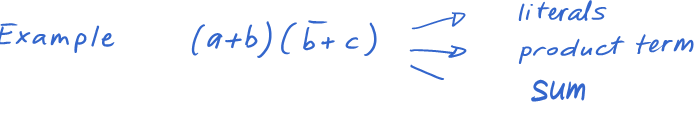 Example (a+b)(b̅+c) → literals
→ product term
sum